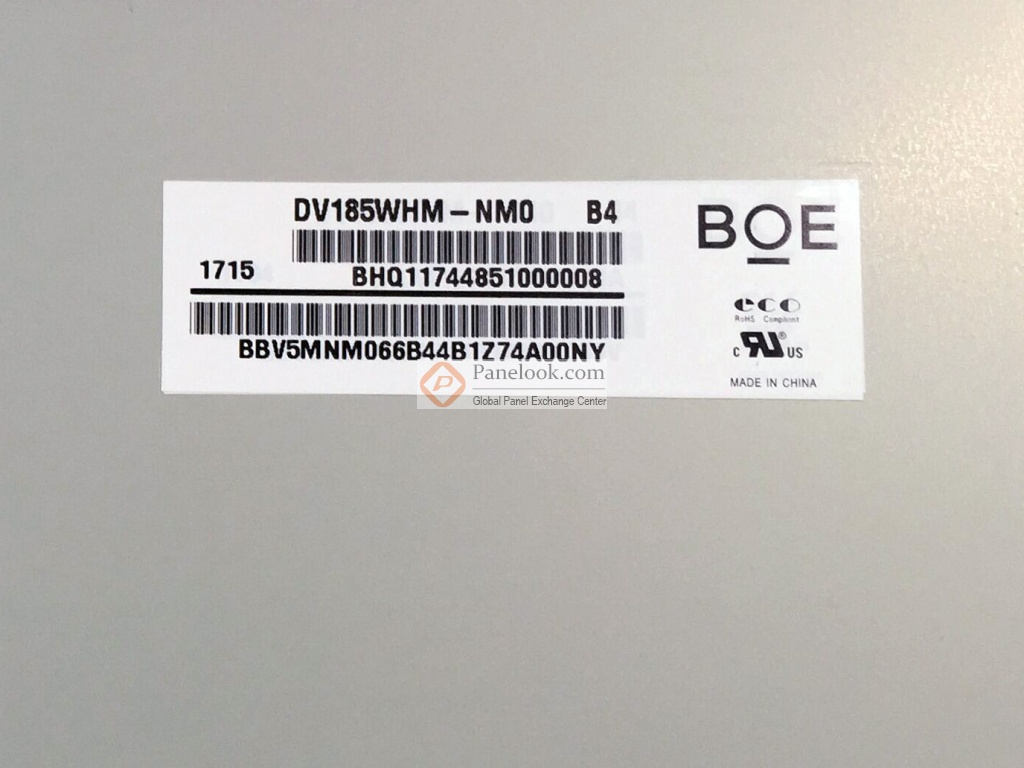 DV185WHM-NM0 B4
BOE
1715
BHQ11744851000008
eco
RoHS Compliant
BBV5MNM066B44B1Z74A00NY
c RU® US
MADE IN CHINA
P
Panelook.com
Global Panel Exchange Center